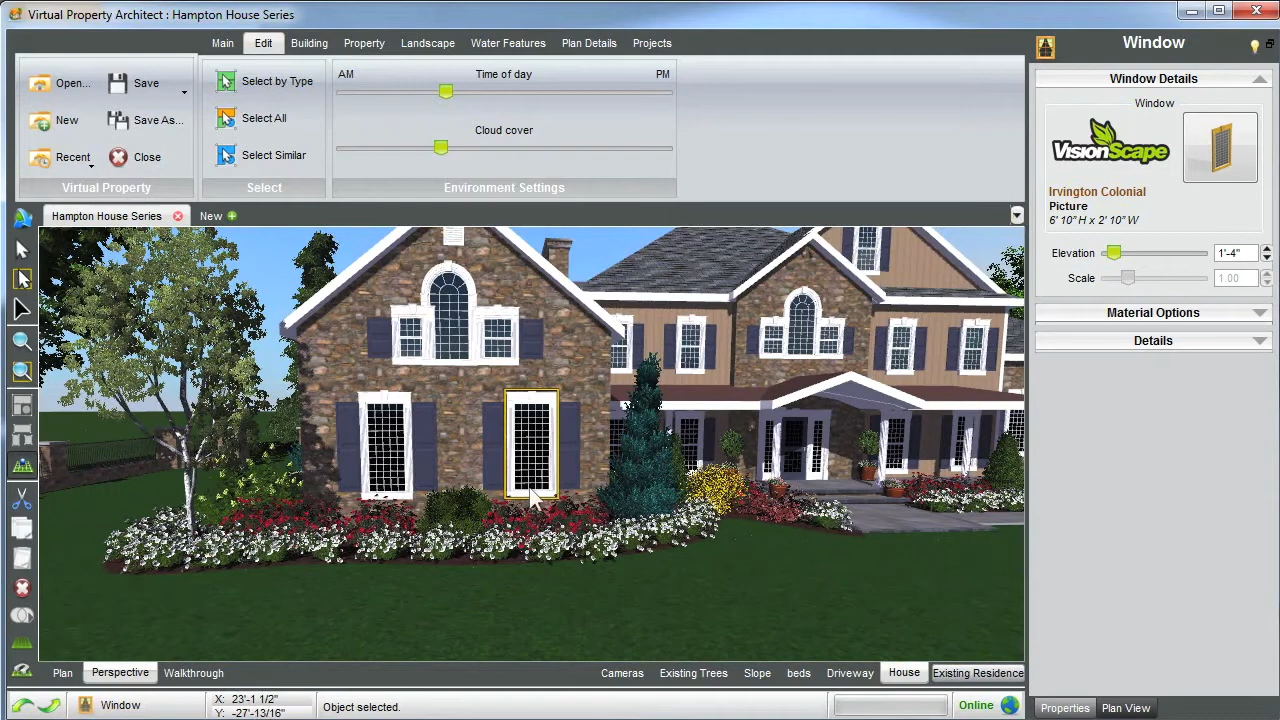 Virtual Property Architect : Hampton House Series
Main Edit Building Property Landscape Water Features Plan Details Projects
Open... Save
New Save As...
Recent Close
Virtual Property
Select by Type
Select All
Select Similar
Select
AM Time of day PM
Cloud cover
Environment Settings
Hampton House Series New
Window
Window Details
Window
VisionScape
Irvington Colonial
Picture
6' 10" H x 2' 10" W
Elevation 1'-4"
Scale 1.00
Material Options
Details
Plan Perspective Walkthrough Cameras Existing Trees Slope beds Driveway House Existing Residence
Window X: 23'-1 1/2" Object selected. Online
Y: -27'-13/16"
Properties Plan View